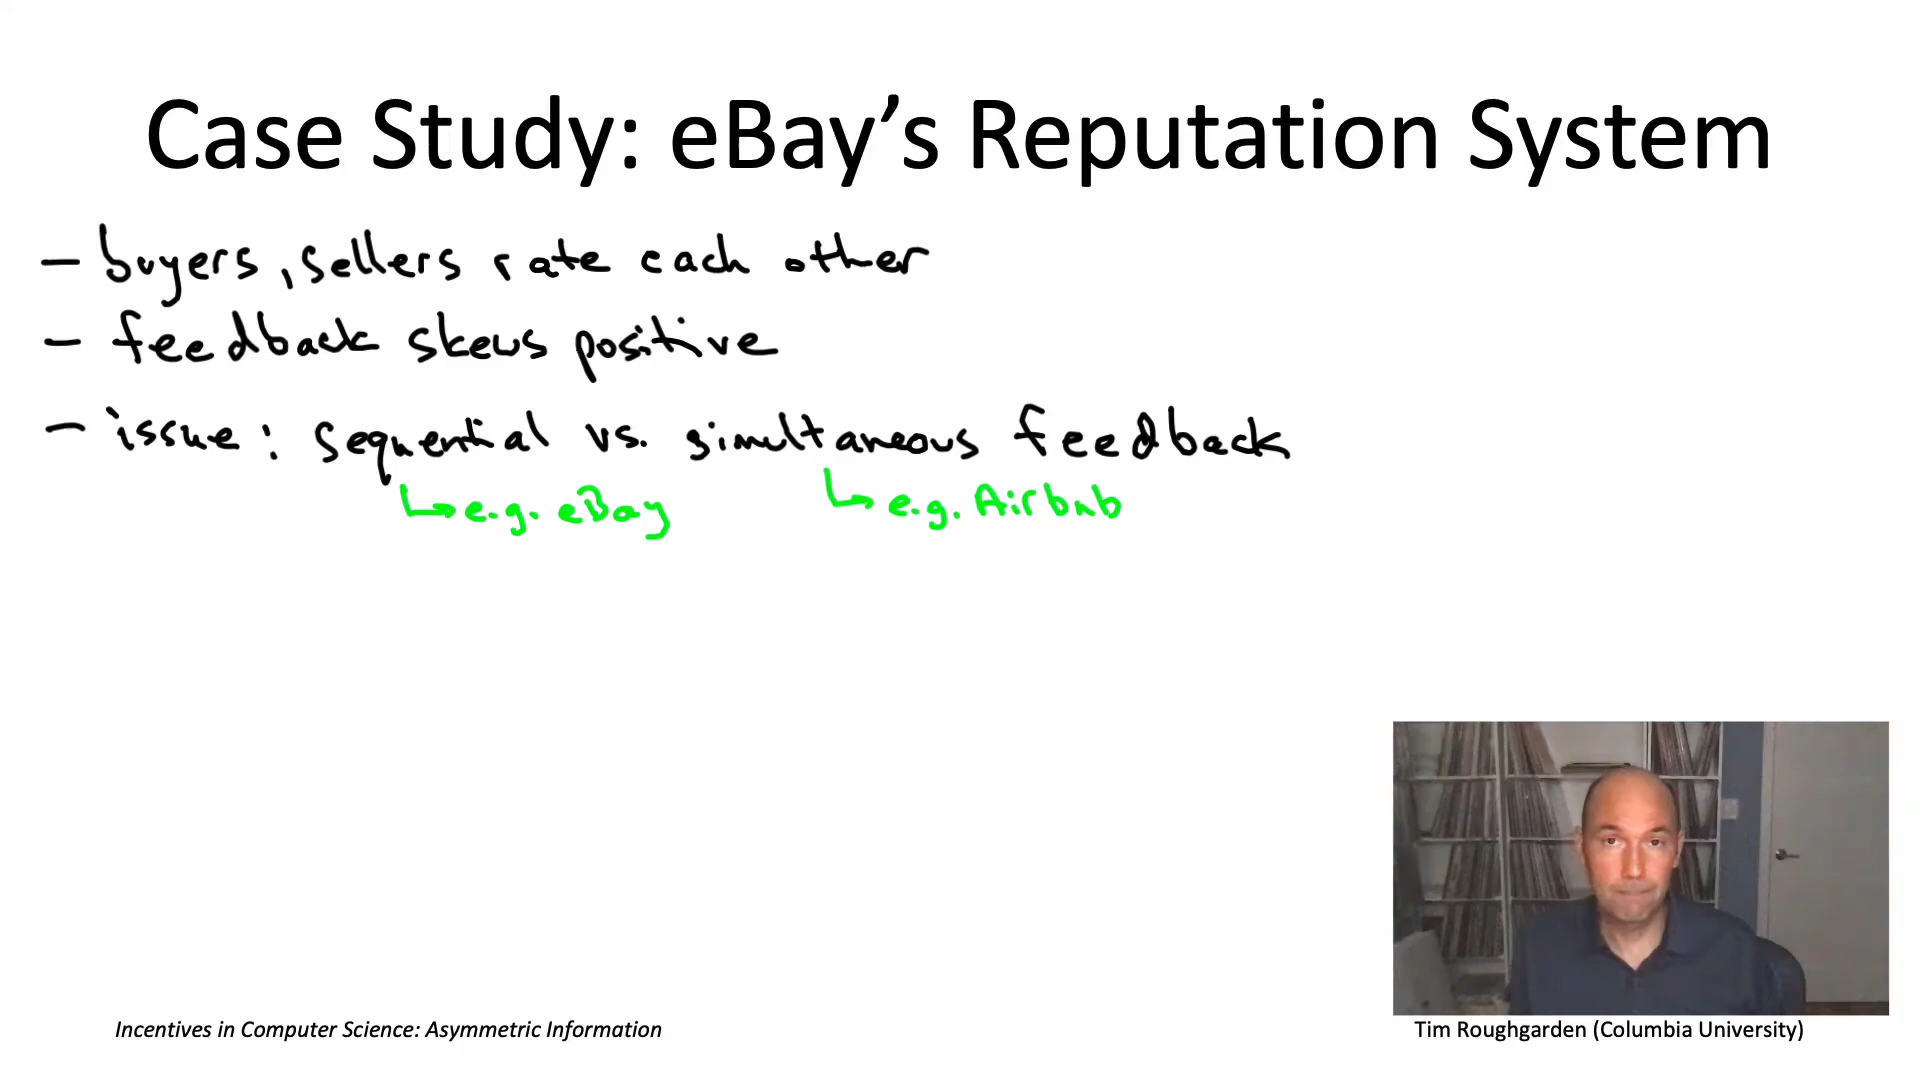 Case Study: eBay's Reputation System
- buyers, sellers rate each other
- feedback skews positive
- issue: sequential vs. simultaneous feedback
↳ e.g. eBay ↳ e.g. Airbnb
Incentives in Computer Science: Asymmetric Information
Tim Roughgarden (Columbia University)